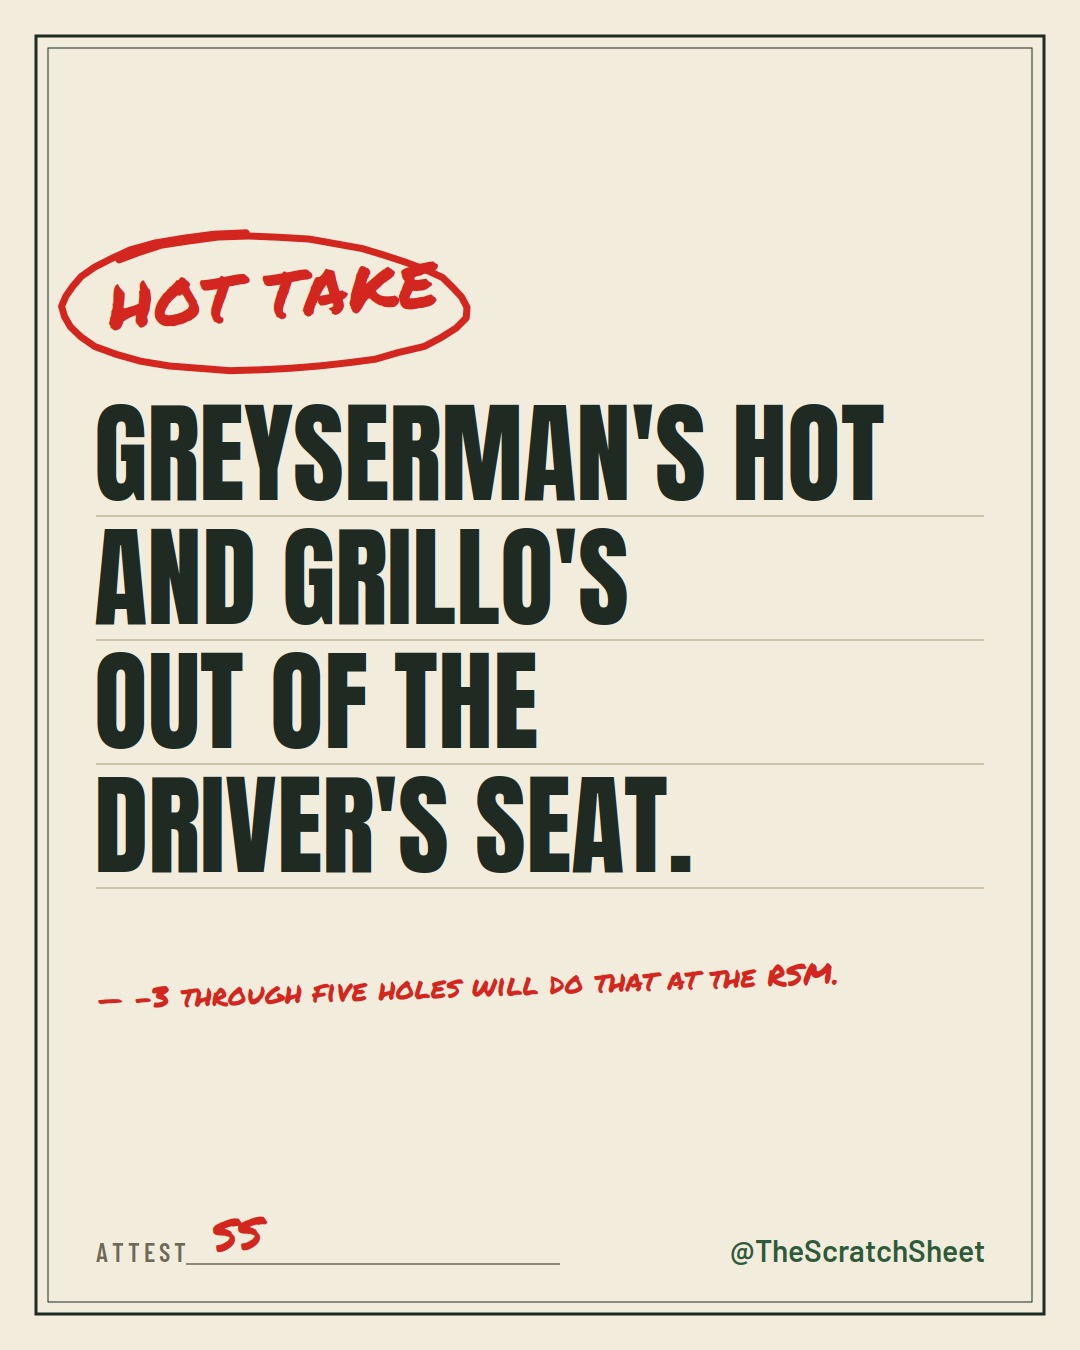 HOT TAKE
GREYSERMAN'S HOT
AND GRILLO'S
OUT OF THE
DRIVER'S SEAT.
— -3 THROUGH FIVE HOLES WILL DO THAT AT THE RSM.
ATTEST SS
@TheScratchSheet